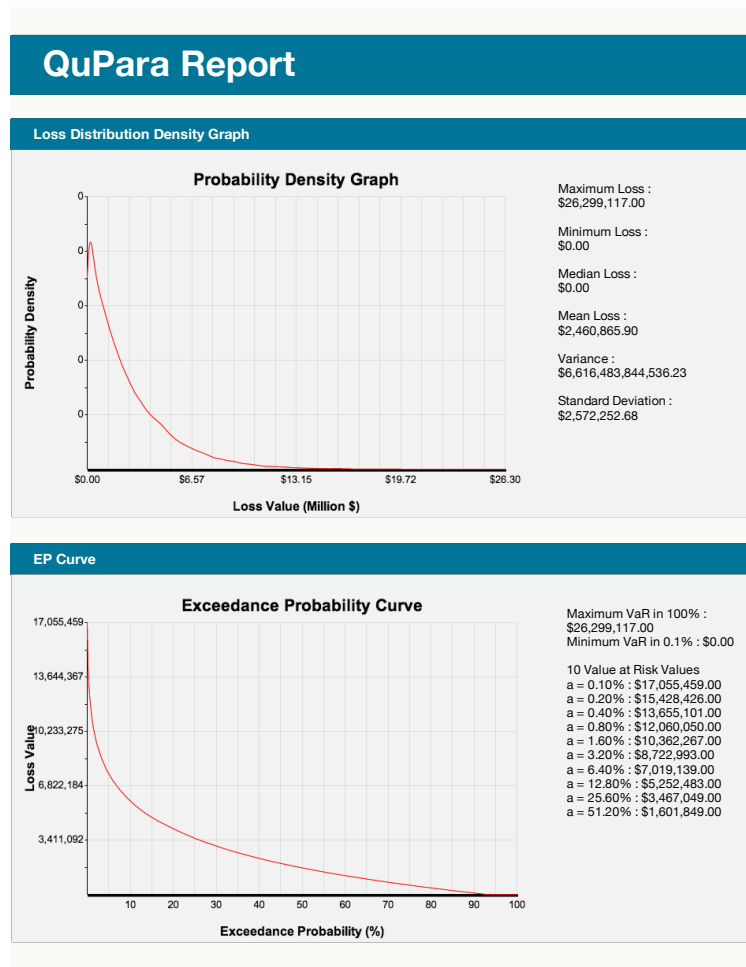 QuPara Report
Loss Distribution Density Graph
Probability Density Graph
0
0
0
0
0
Probability Density
$0.00
$6.57
$13.15
$19.72
$26.30
Loss Value (Million $)
Maximum Loss :
$26,299,117.00
Minimum Loss :
$0.00
Median Loss :
$0.00
Mean Loss :
$2,460,865.90
Variance :
$6,616,483,844,536.23
Standard Deviation :
$2,572,252.68
EP Curve
Exceedance Probability Curve
17,055,459
13,644,367
10,233,275
6,822,184
3,411,092
Loss Value
10
20
30
40
50
60
70
80
90
100
Exceedance Probability (%)
Maximum VaR in 100% :
$26,299,117.00
Minimum VaR in 0.1% : $0.00
10 Value at Risk Values
a = 0.10% : $17,055,459.00
a = 0.20% : $15,428,426.00
a = 0.40% : $13,655,101.00
a = 0.80% : $12,060,050.00
a = 1.60% : $10,362,267.00
a = 3.20% : $8,722,993.00
a = 6.40% : $7,019,139.00
a = 12.80% : $5,252,483.00
a = 25.60% : $3,467,049.00
a = 51.20% : $1,601,849.00